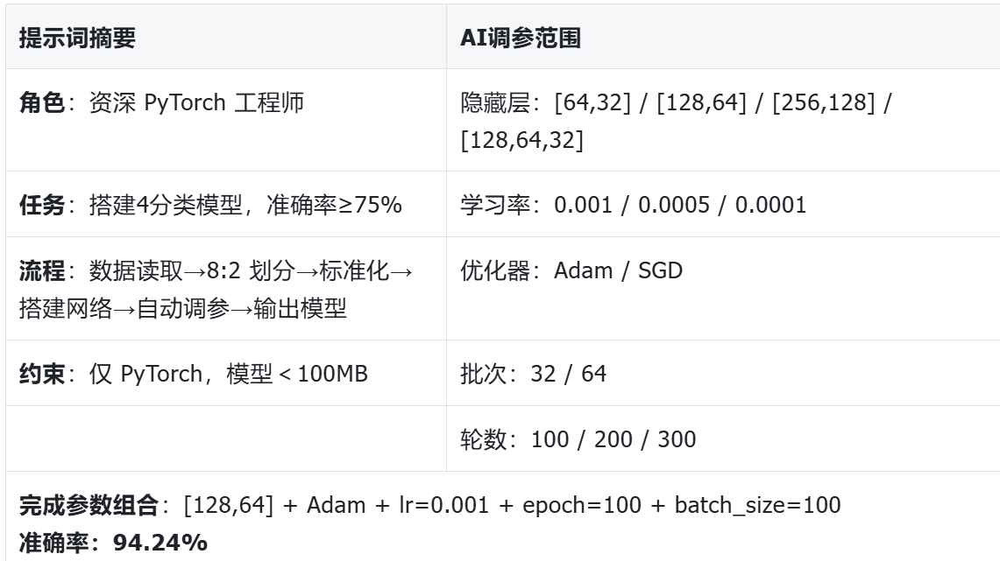 提示词摘要
AI调参范围
角色：资深 PyTorch 工程师
隐藏层：[64,32] / [128,64] / [256,128] /
[128,64,32]
任务：搭建4分类模型，准确率≥75%
学习率：0.001 / 0.0005 / 0.0001
流程：数据读取→8:2 划分→标准化→
搭建网络→自动调参→输出模型
优化器：Adam / SGD
约束：仅 PyTorch，模型＜100MB
批次：32 / 64
轮数：100 / 200 / 300
完成参数组合：[128,64] + Adam + lr=0.001 + epoch=100 + batch_size=100
准确率：94.24%